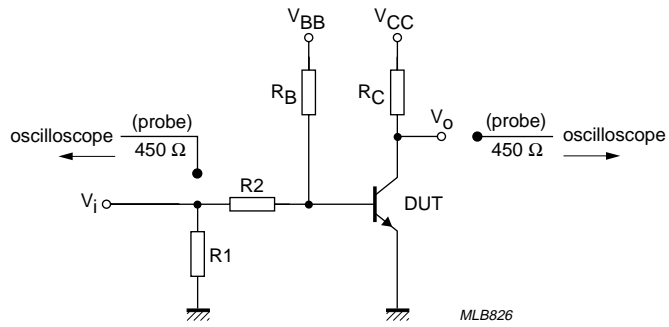 VBB VCC
RB RC
(probe) Vo (probe)
oscilloscope 450 Ω 450 Ω oscilloscope
R2
Vi DUT
R1
MLB826